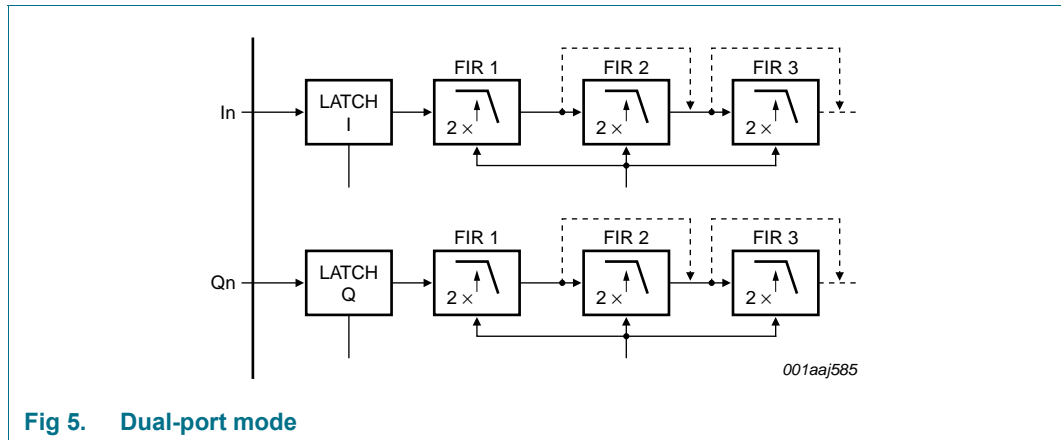 FIR 1 FIR 2 FIR 3
In LATCH I 2 × 2 × 2 ×
FIR 1 FIR 2 FIR 3
Qn LATCH Q 2 × 2 × 2 ×
001aaj585
Fig 5. Dual-port mode